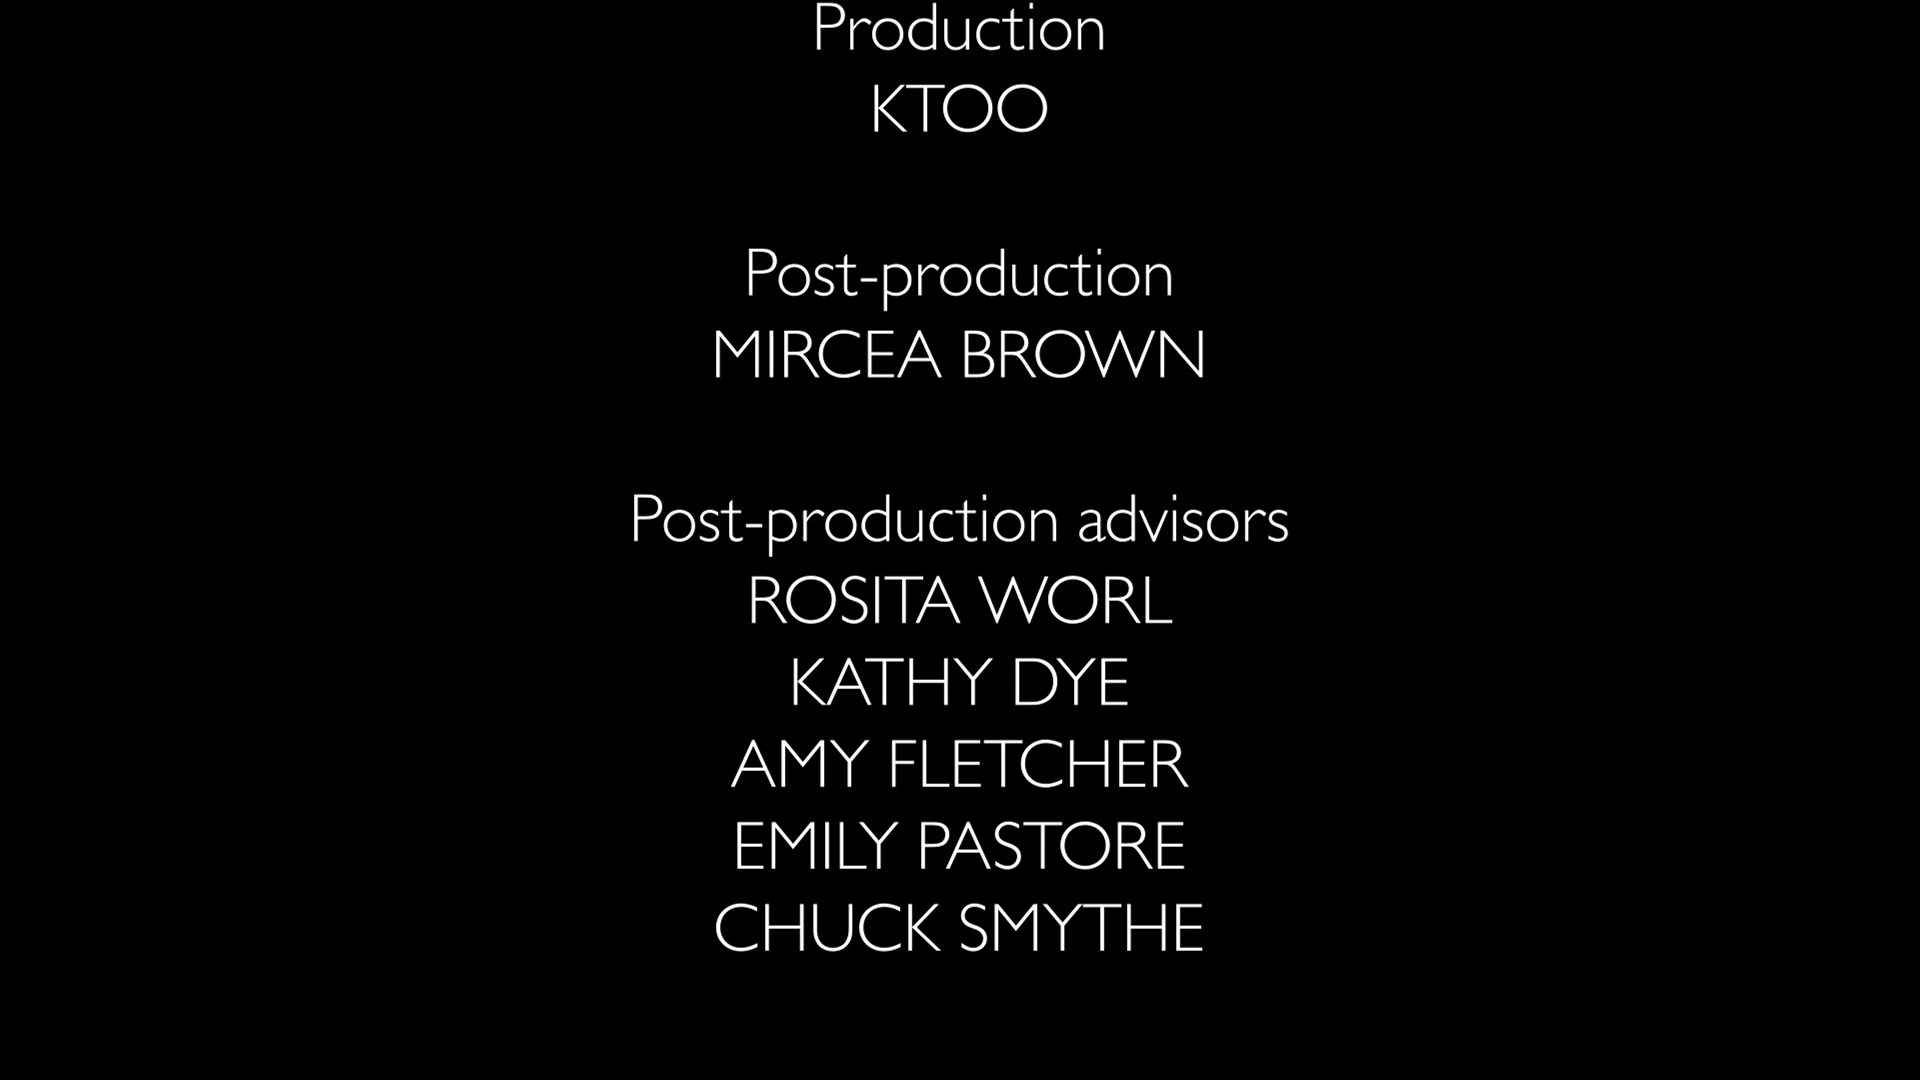 Production
KTOO
Post-production
MIRCEA BROWN
Post-production advisors
ROSITA WORL
KATHY DYE
AMY FLETCHER
EMILY PASTORE
CHUCK SMYTHE